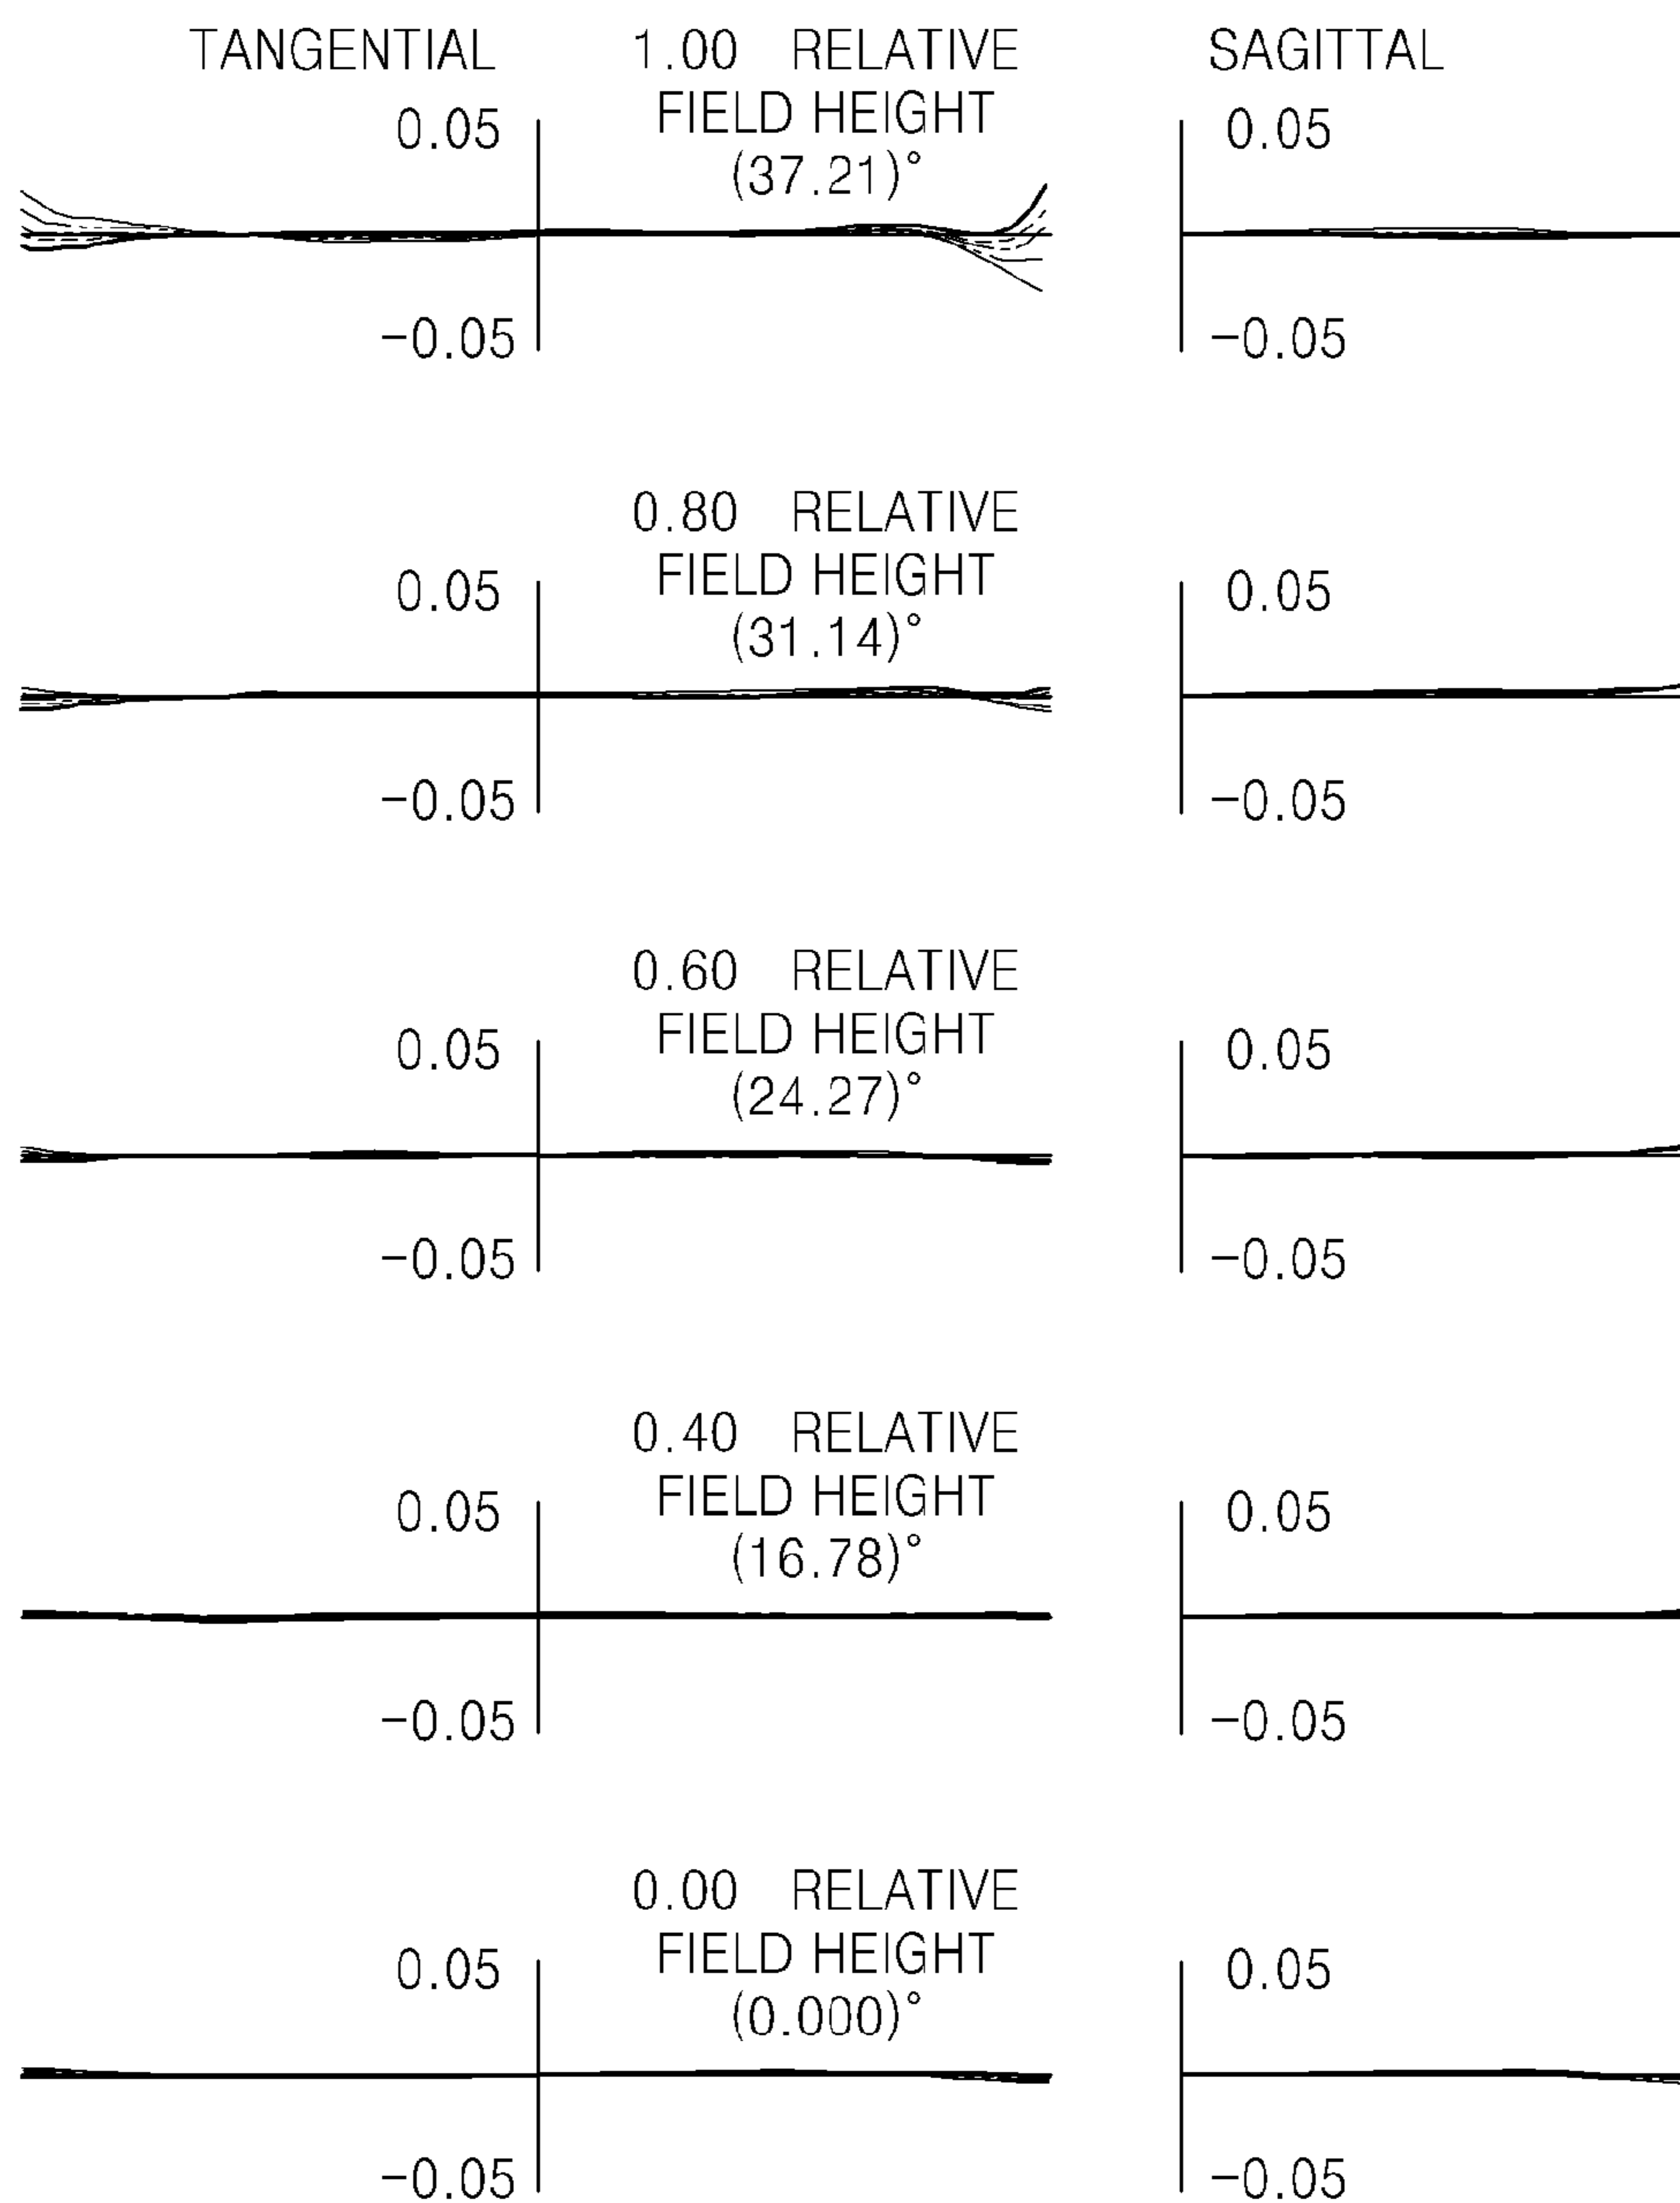 TANGENTIAL 1.00 RELATIVE SAGITTAL
FIELD HEIGHT
0.05 0.05
(37.21)°
-0.05 -0.05
0.80 RELATIVE
FIELD HEIGHT
0.05 0.05
(31.14)°
-0.05 -0.05
0.60 RELATIVE
FIELD HEIGHT
0.05 0.05
(24.27)°
-0.05 -0.05
0.40 RELATIVE
FIELD HEIGHT
0.05 0.05
(16.78)°
-0.05 -0.05
0.00 RELATIVE
FIELD HEIGHT
0.05 0.05
(0.000)°
-0.05 -0.05